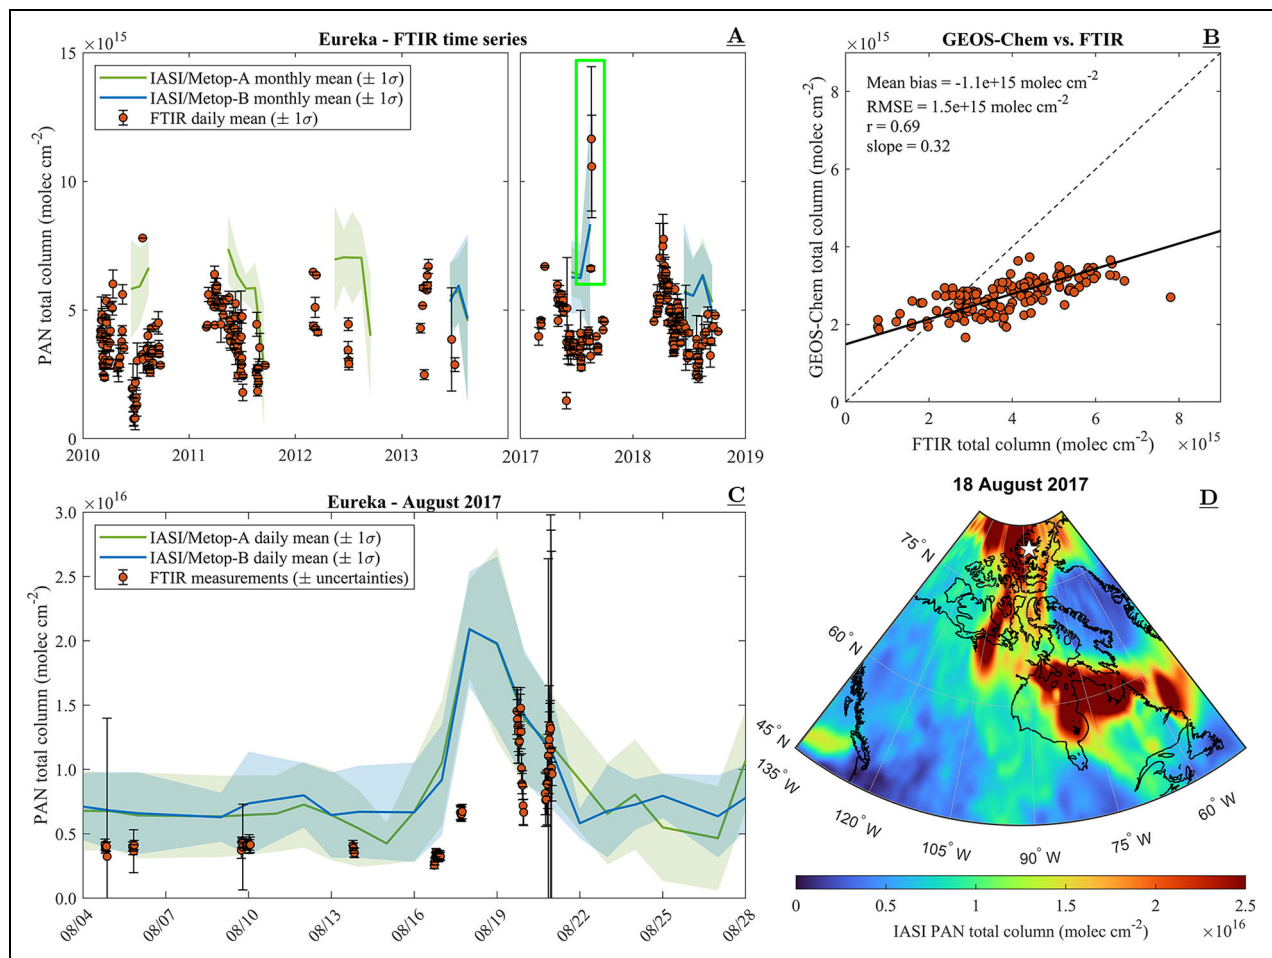 Eureka - FTIR time series
A
×10^15
15
10
5
0
PAN total column (molec cm^-2)
IASI/Metop-A monthly mean (± 1σ)
IASI/Metop-B monthly mean (± 1σ)
FTIR daily mean (± 1σ)
2010 2011 2012 2013 2017 2018 2019
GEOS-Chem vs. FTIR
B
×10^15
8
6
4
2
0
GEOS-Chem total column (molec cm^-2)
Mean bias = -1.1e+15 molec cm^-2
RMSE = 1.5e+15 molec cm^-2
r = 0.69
slope = 0.32
0 2 4 6 8
FTIR total column (molec cm^-2)
×10^15
Eureka - August 2017
C
×10^16
3.0
2.5
2.0
1.5
1.0
0.5
0.0
PAN total column (molec cm^-2)
IASI/Metop-A daily mean (± 1σ)
IASI/Metop-B daily mean (± 1σ)
FTIR measurements (± uncertainties)
08/04 08/07 08/10 08/13 08/16 08/19 08/22 08/25 08/28
18 August 2017
D
75° N
60° N
45° N
135° W
120° W
105° W
90° W
75° W
60° W
0 0.5 1 1.5 2 2.5
IASI PAN total column (molec cm^-2)
×10^16